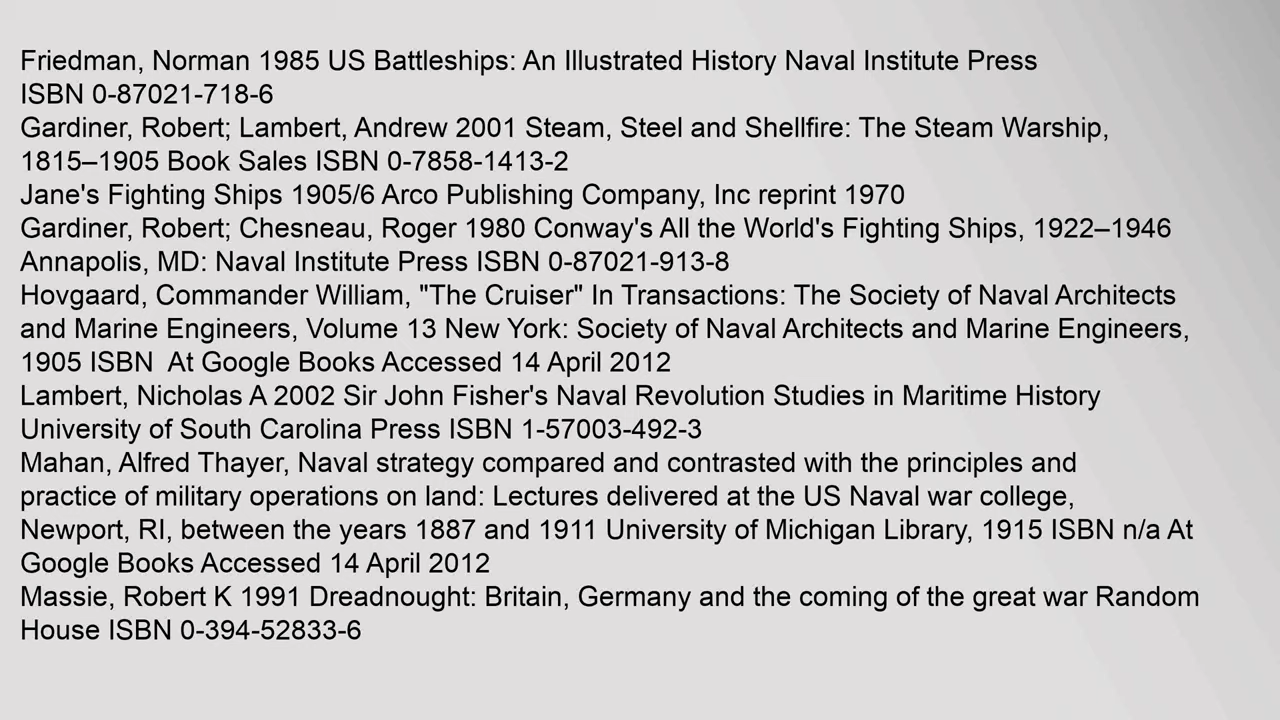 Friedman, Norman 1985 US Battleships: An Illustrated History Naval Institute Press
ISBN 0-87021-718-6
Gardiner, Robert; Lambert, Andrew 2001 Steam, Steel and Shellfire: The Steam Warship,
1815–1905 Book Sales ISBN 0-7858-1413-2
Jane's Fighting Ships 1905/6 Arco Publishing Company, Inc reprint 1970
Gardiner, Robert; Chesneau, Roger 1980 Conway's All the World's Fighting Ships, 1922–1946
Annapolis, MD: Naval Institute Press ISBN 0-87021-913-8
Hovgaard, Commander William, "The Cruiser" In Transactions: The Society of Naval Architects
and Marine Engineers, Volume 13 New York: Society of Naval Architects and Marine Engineers,
1905 ISBN  At Google Books Accessed 14 April 2012
Lambert, Nicholas A 2002 Sir John Fisher's Naval Revolution Studies in Maritime History
University of South Carolina Press ISBN 1-57003-492-3
Mahan, Alfred Thayer, Naval strategy compared and contrasted with the principles and
practice of military operations on land: Lectures delivered at the US Naval war college,
Newport, RI, between the years 1887 and 1911 University of Michigan Library, 1915 ISBN n/a At
Google Books Accessed 14 April 2012
Massie, Robert K 1991 Dreadnought: Britain, Germany and the coming of the great war Random
House ISBN 0-394-52833-6